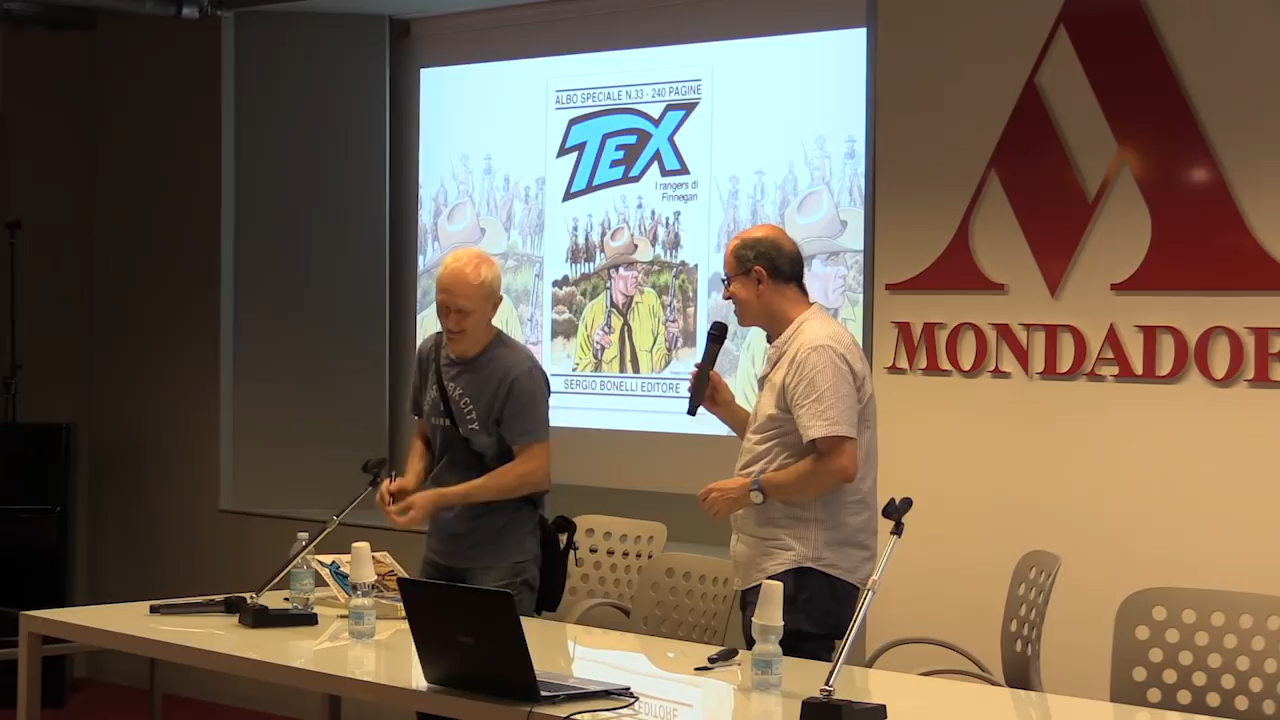 ALBO SPECIALE N.33 - 240 PAGINE
TEX
I rangers di
Finnegan
SERGIO BONELLI EDITORE
MONDADOR
CITY